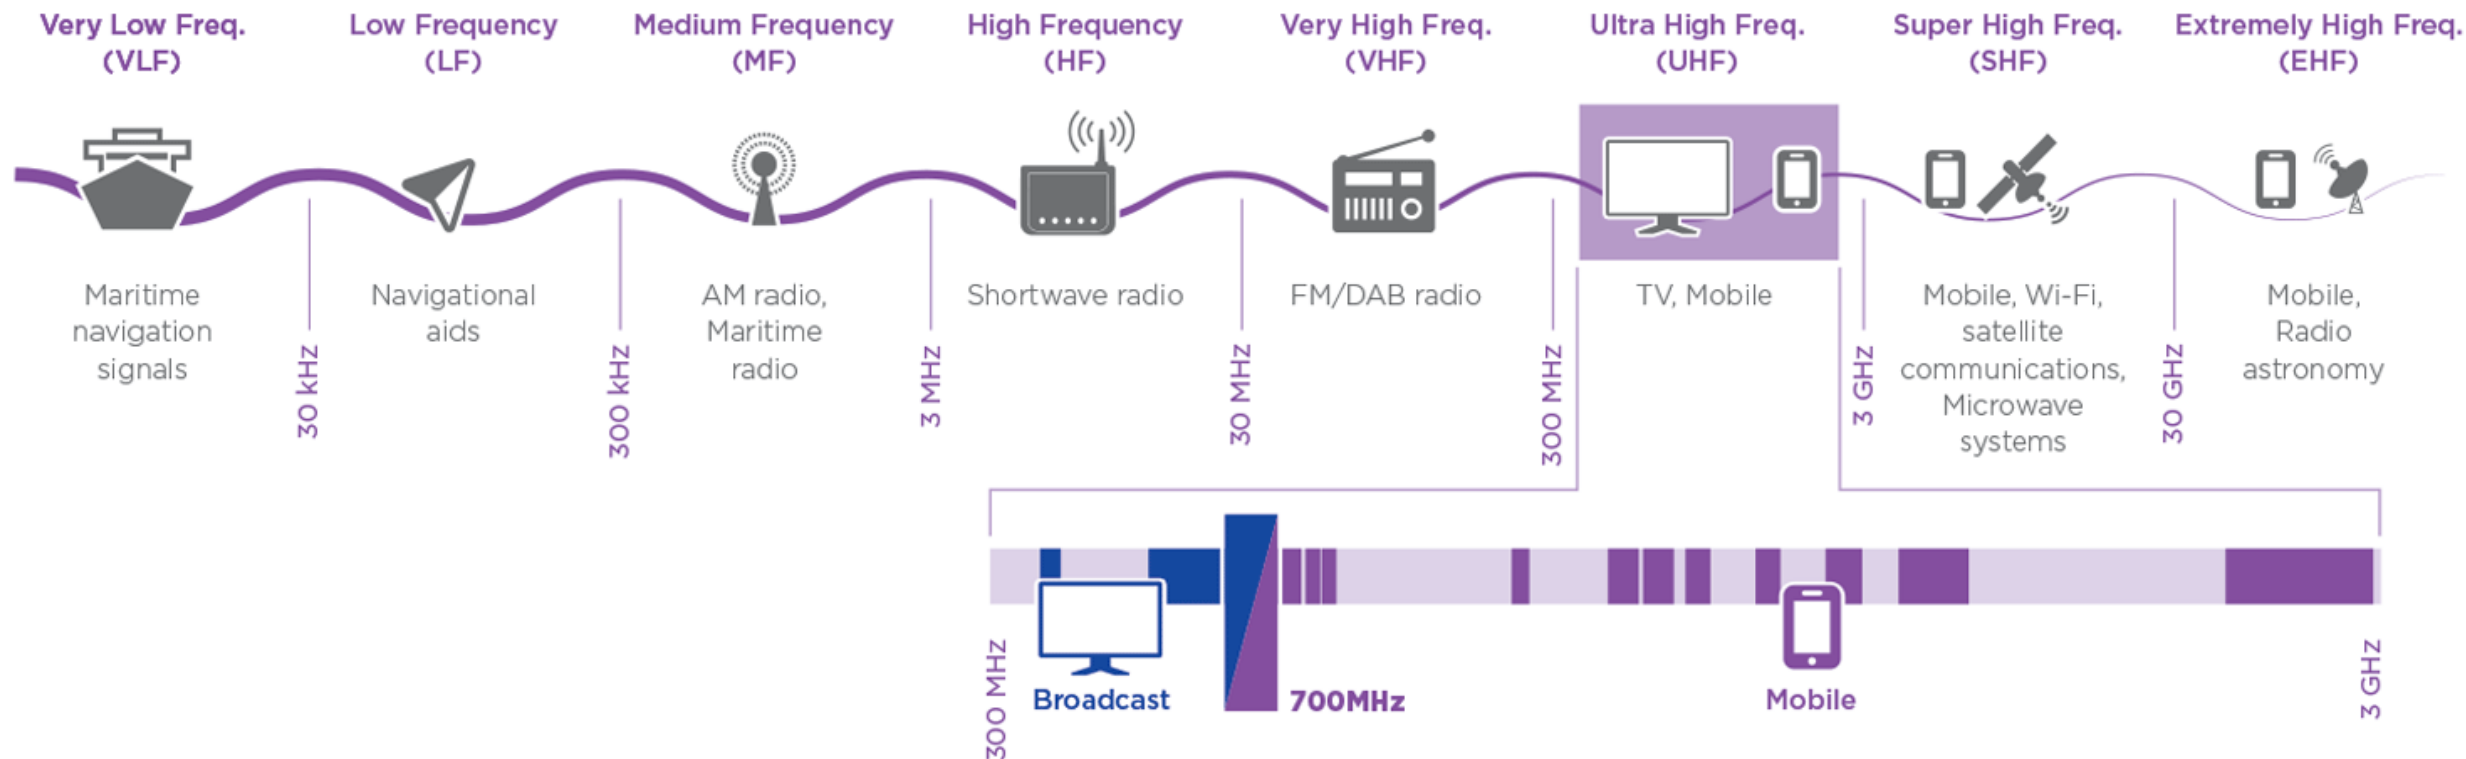 Very Low Freq.
(VLF)
Low Frequency
(LF)
Medium Frequency
(MF)
High Frequency
(HF)
Very High Freq.
(VHF)
Ultra High Freq.
(UHF)
Super High Freq.
(SHF)
Extremely High Freq.
(EHF)
Maritime
navigation
signals
30 kHz
Navigational
aids
300 kHz
AM radio,
Maritime
radio
3 MHz
Shortwave radio
30 MHz
FM/DAB radio
300 MHz
TV, Mobile
3 GHz
Mobile, Wi-Fi,
satellite
communications,
Microwave
systems
30 GHz
Mobile,
Radio
astronomy
300 MHz
Broadcast
700MHz
Mobile
3 GHz